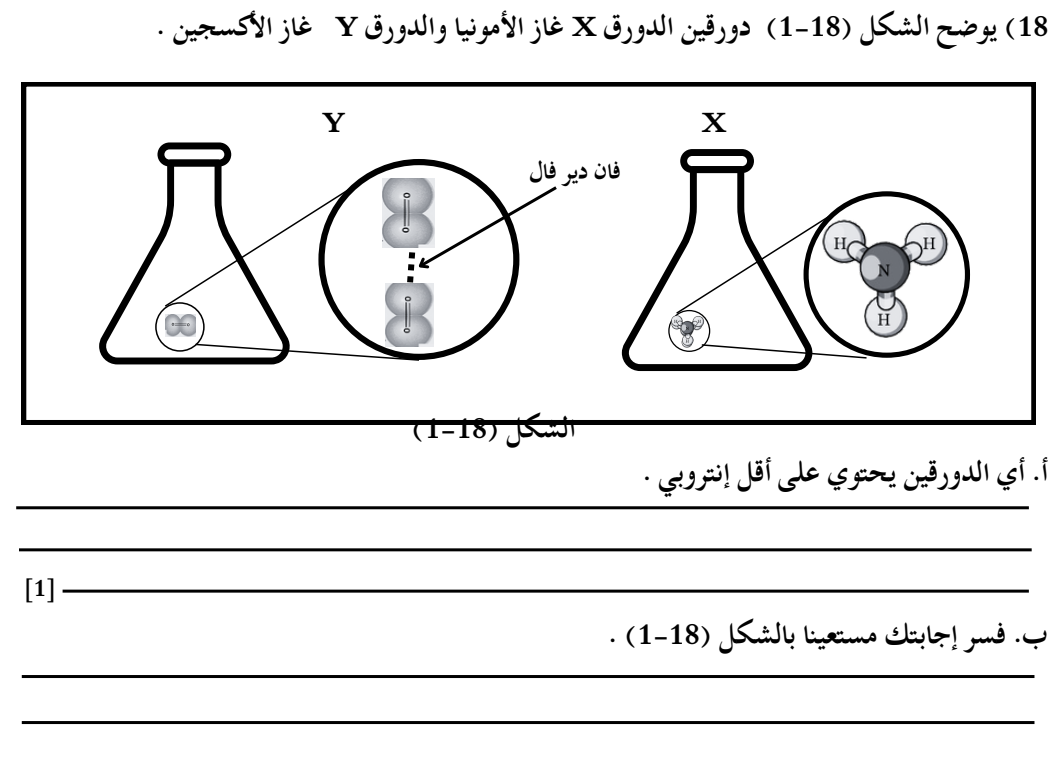 18) يوضح الشكل (18-1) دورقين الدورق X غاز الأمونيا والدورق Y غاز الأكسجين .
Y
X
فان دير فال
H
H
N
H
الشكل (18-1)
أ. أي الدورقين يحتوي على أقل إنتروبي .
[1]
ب. فسر إجابتك مستعينا بالشكل (18-1) .